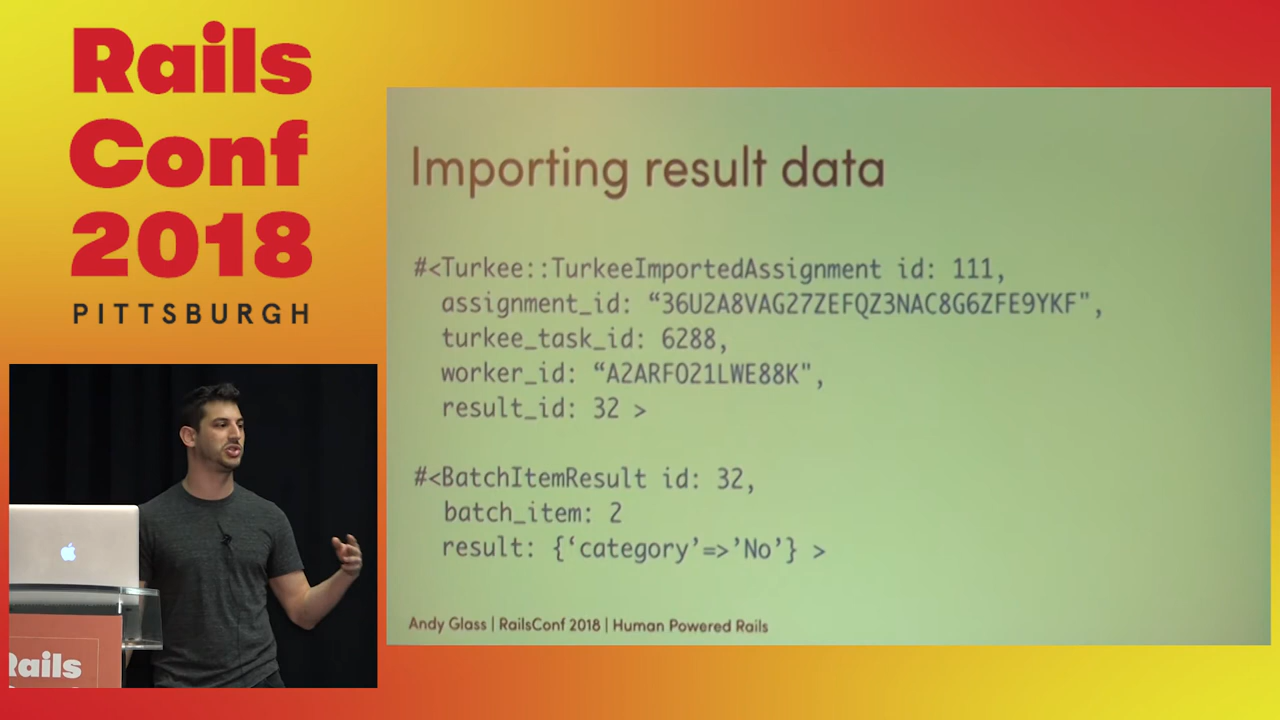 Rails
Conf
2018
PITTSBURGH
Importing result data
#<Turkee::TurkeeImportedAssignment id: 111,
assignment_id: “36U2A8VAG27ZEFQZ3NAC8G6ZFE9YKF",
turkee_task_id: 6288,
worker_id: “A2ARFO21LWE88K",
result_id: 32 >
#<BatchItemResult id: 32,
batch_item: 2
result: {‘category’=>’No’} >
Andy Glass | RailsConf 2018 | Human Powered Rails
Rails